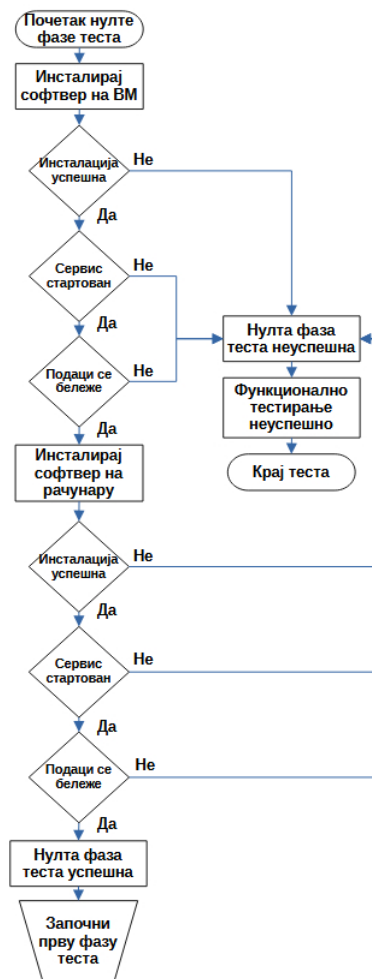 Почетак нулте
фазе теста
Инсталирај
софтвер на ВМ
Инсталација
успешна
Не
Да
Сервис
стартован
Не
Да
Подаци се
бележе
Не
Да
Нулта фаза
теста неуспешна
Функционално
тестирање
неуспешно
Крај теста
Инсталирај
софтвер на
рачунару
Инсталација
успешна
Не
Да
Сервис
стартован
Не
Да
Подаци се
бележе
Не
Да
Нулта фаза
теста успешна
Започни
прву фазу
теста